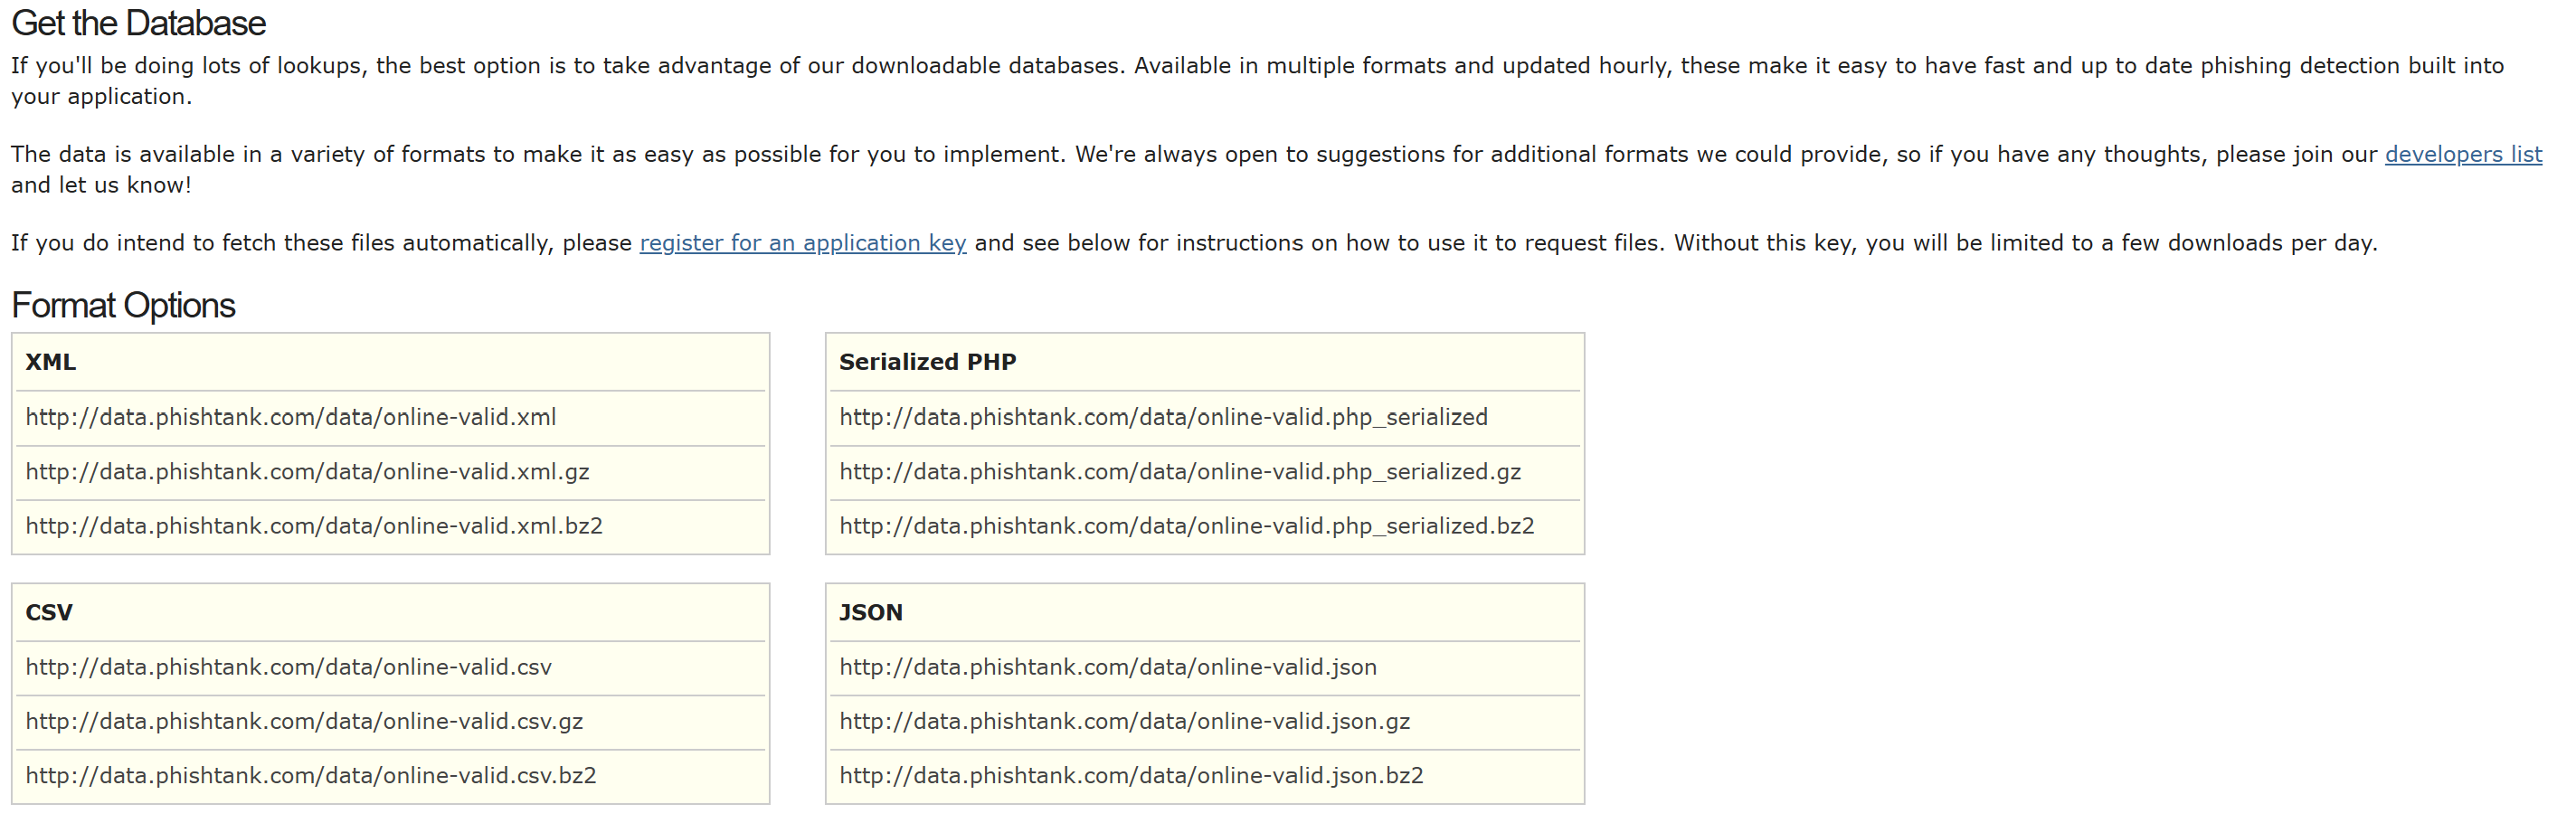 Get the Database
If you'll be doing lots of lookups, the best option is to take advantage of our downloadable databases. Available in multiple formats and updated hourly, these make it easy to have fast and up to date phishing detection built into
your application.
The data is available in a variety of formats to make it as easy as possible for you to implement. We're always open to suggestions for additional formats we could provide, so if you have any thoughts, please join our developers list
and let us know!
If you do intend to fetch these files automatically, please register for an application key and see below for instructions on how to use it to request files. Without this key, you will be limited to a few downloads per day.
Format Options
XML
http://data.phishtank.com/data/online-valid.xml
http://data.phishtank.com/data/online-valid.xml.gz
http://data.phishtank.com/data/online-valid.xml.bz2
Serialized PHP
http://data.phishtank.com/data/online-valid.php_serialized
http://data.phishtank.com/data/online-valid.php_serialized.gz
http://data.phishtank.com/data/online-valid.php_serialized.bz2
CSV
http://data.phishtank.com/data/online-valid.csv
http://data.phishtank.com/data/online-valid.csv.gz
http://data.phishtank.com/data/online-valid.csv.bz2
JSON
http://data.phishtank.com/data/online-valid.json
http://data.phishtank.com/data/online-valid.json.gz
http://data.phishtank.com/data/online-valid.json.bz2